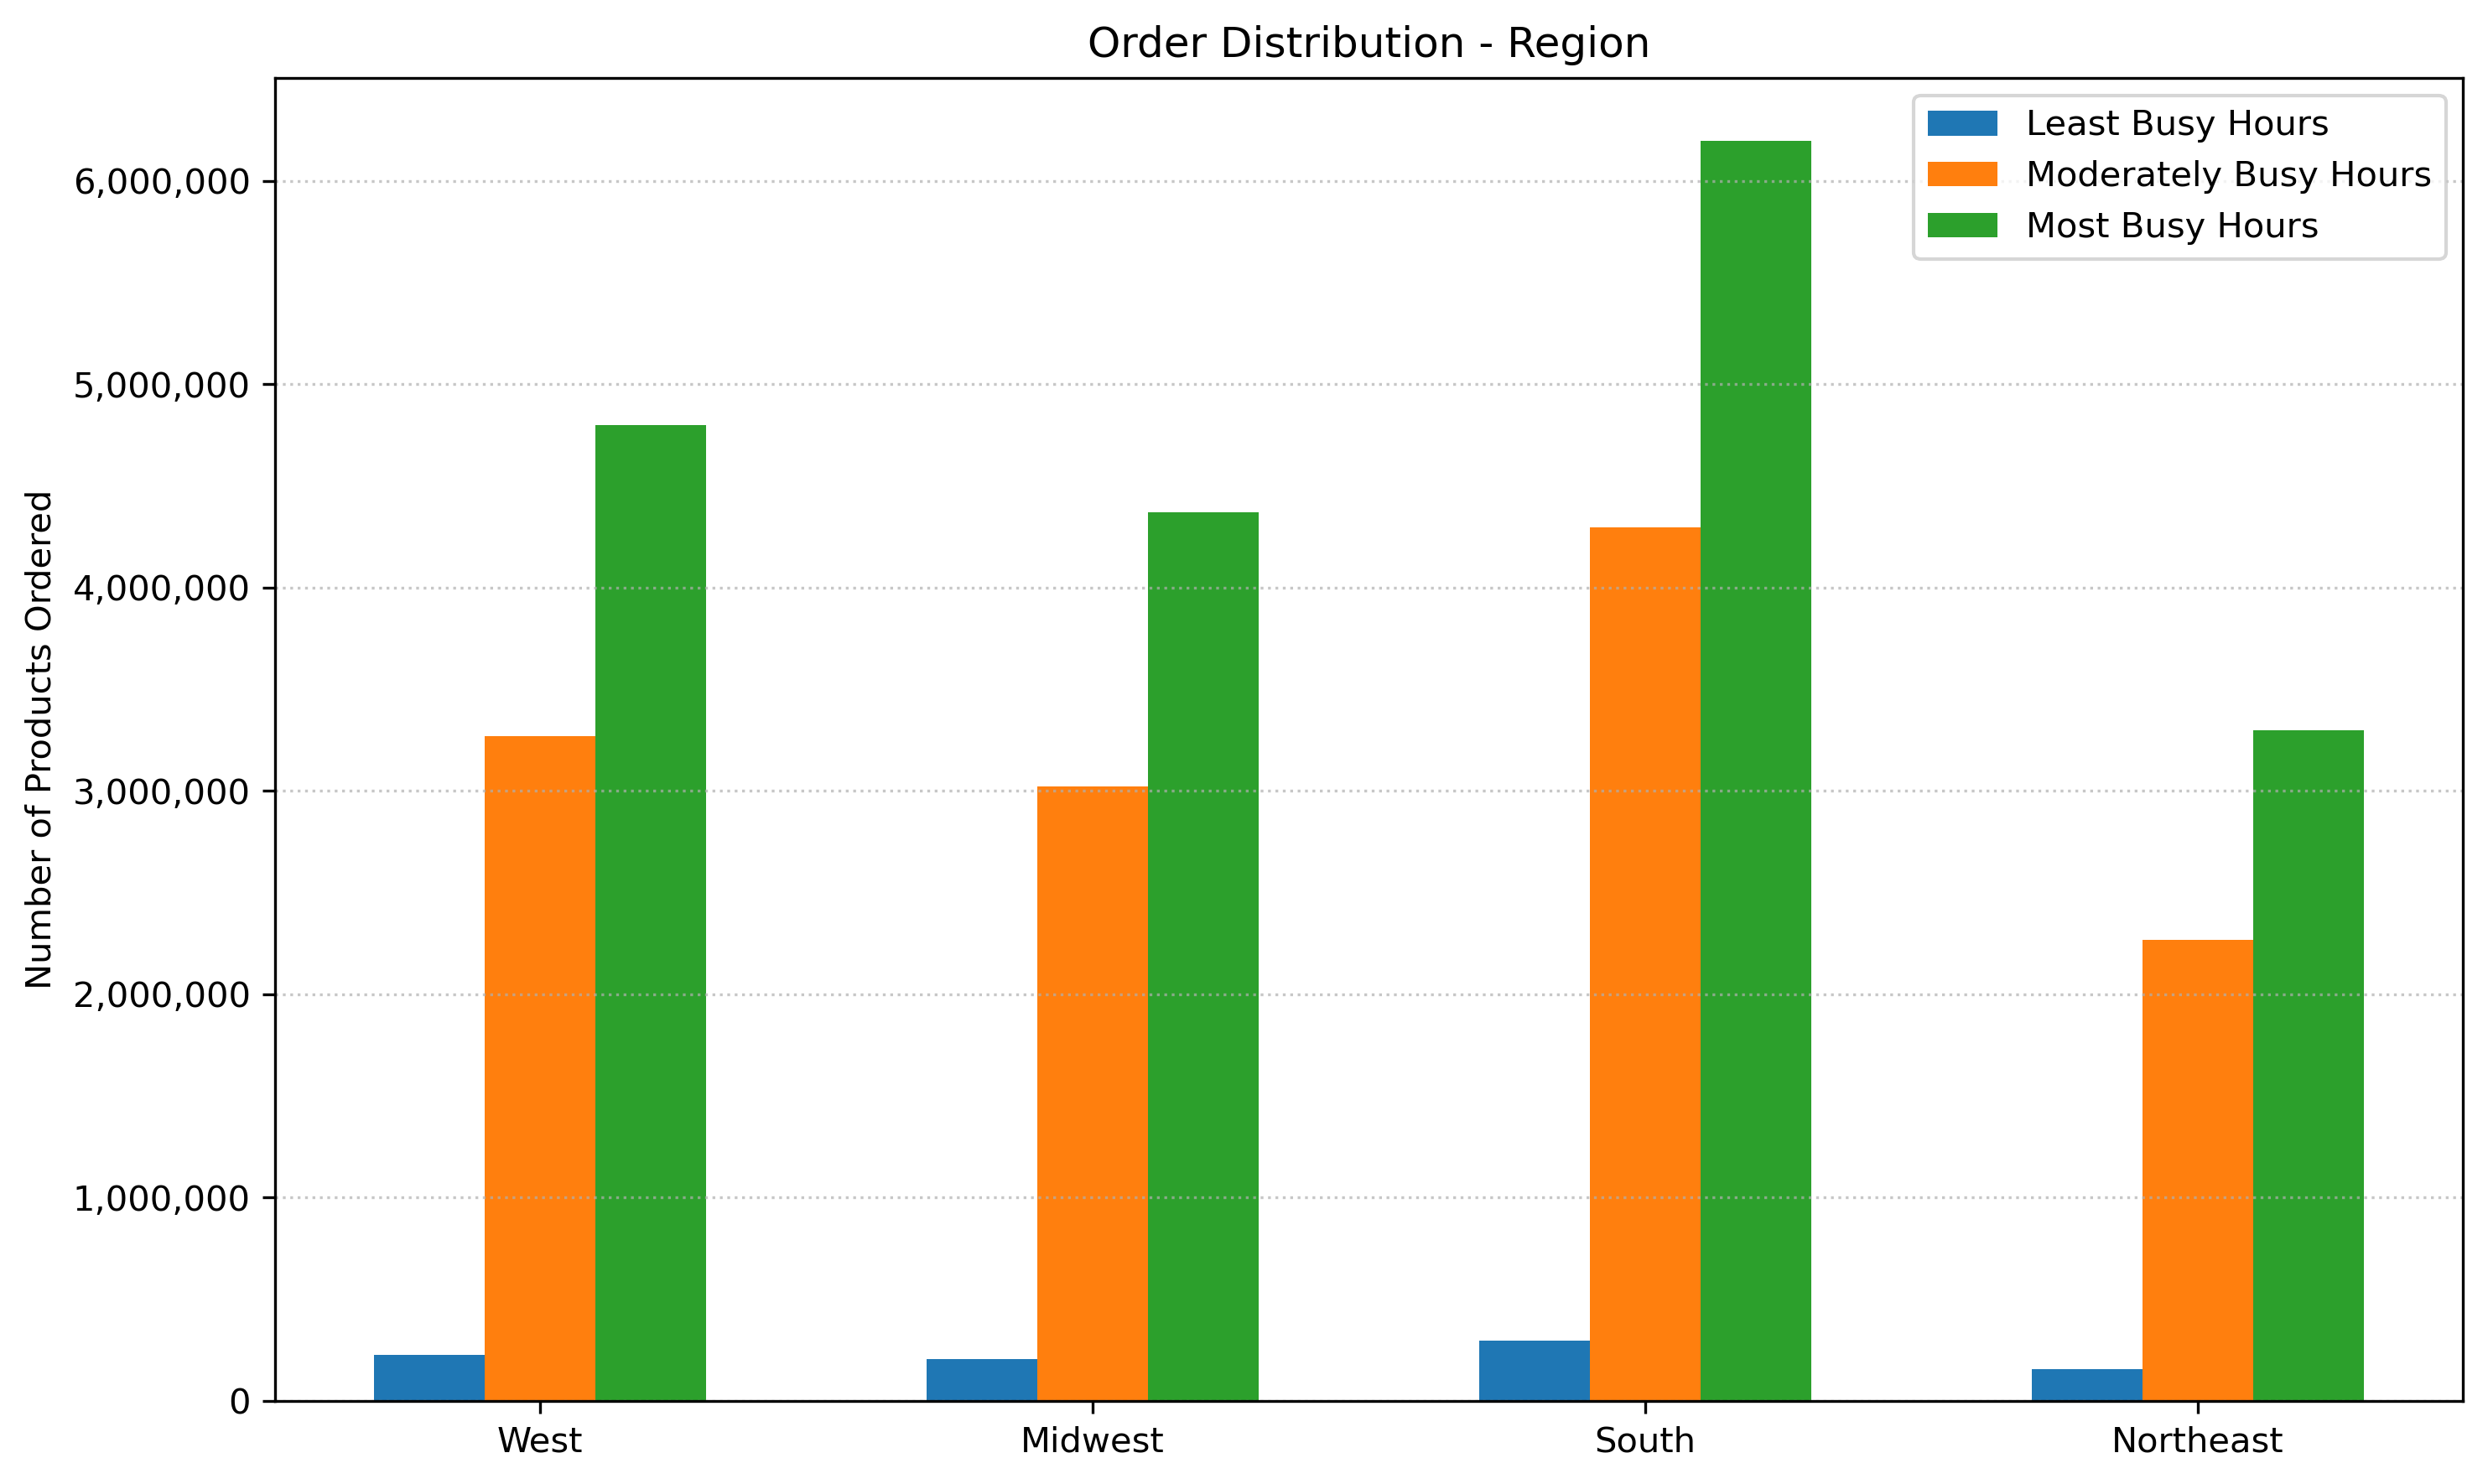 Order Distribution - Region
Least Busy Hours
Moderately Busy Hours
Most Busy Hours
Number of Products Ordered
6,000,000
5,000,000
4,000,000
3,000,000
2,000,000
1,000,000
0
West
Midwest
South
Northeast